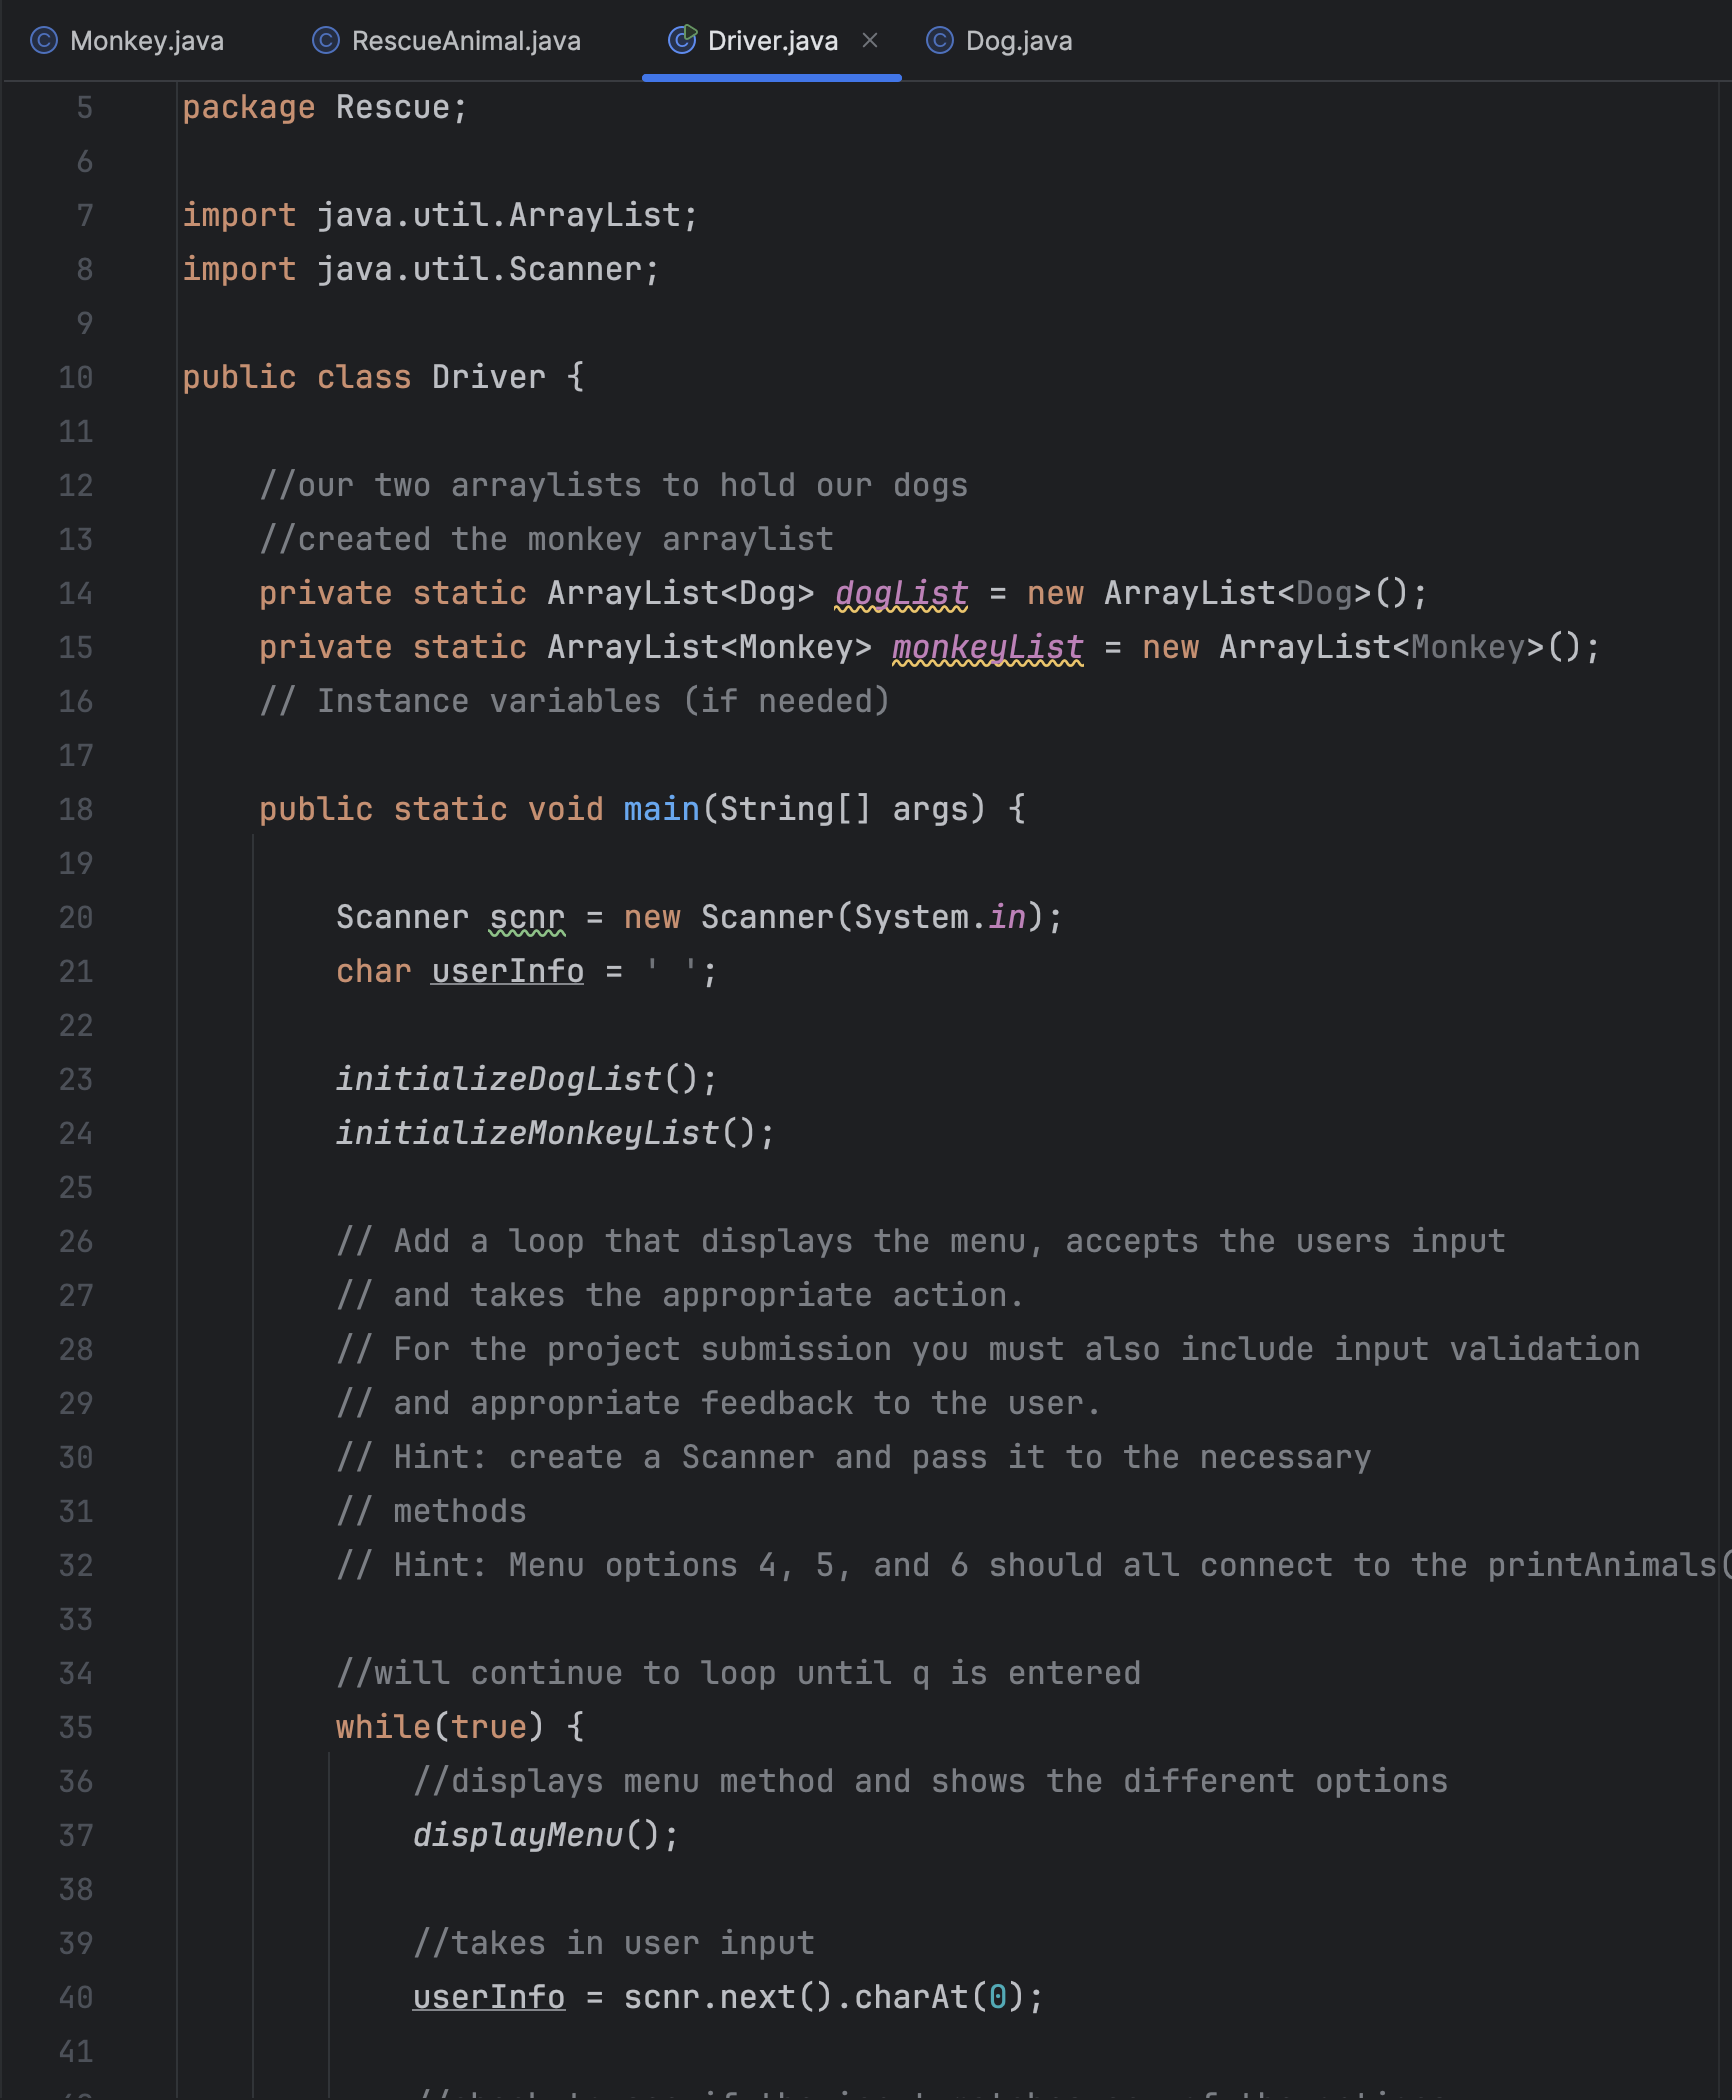 Monkey.java RescueAnimal.java Driver.java Dog.java
5 package Rescue;
6
7 import java.util.ArrayList;
8 import java.util.Scanner;
9
10 public class Driver {
11
12 //our two arraylists to hold our dogs
13 //created the monkey arraylist
14 private static ArrayList<Dog> dogList = new ArrayList<Dog>();
15 private static ArrayList<Monkey> monkeyList = new ArrayList<Monkey>();
16 // Instance variables (if needed)
17
18 public static void main(String[] args) {
19
20 Scanner scnr = new Scanner(System.in);
21 char userInfo = ' ';
22
23 initializeDogList();
24 initializeMonkeyList();
25
26 // Add a loop that displays the menu, accepts the users input
27 // and takes the appropriate action.
28 // For the project submission you must also include input validation
29 // and appropriate feedback to the user.
30 // Hint: create a Scanner and pass it to the necessary
31 // methods
32 // Hint: Menu options 4, 5, and 6 should all connect to the printAnimals(
33
34 //will continue to loop until q is entered
35 while(true) {
36 //displays menu method and shows the different options
37 displayMenu();
38
39 //takes in user input
40 userInfo = scnr.next().charAt(0);
41